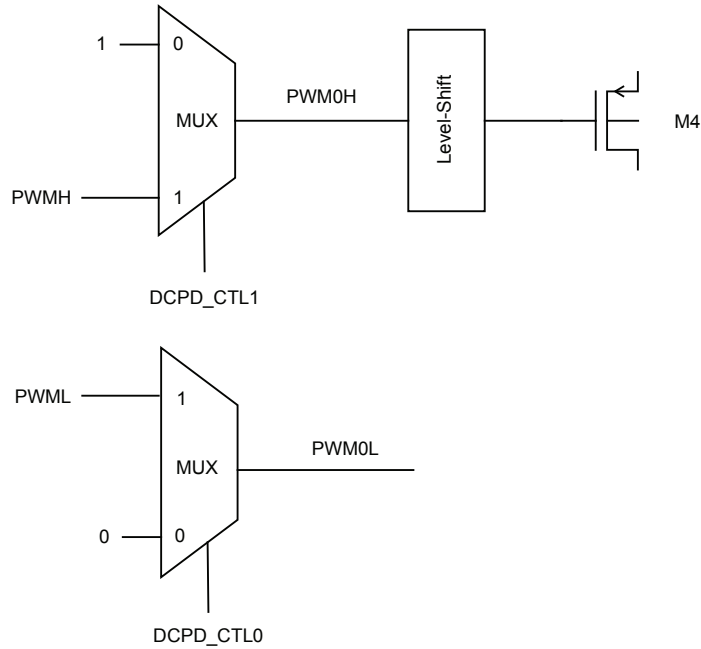 1
0
PWM0H
MUX
Level-Shift
M4
PWMH
1
DCPD_CTL1
PWML
1
PWM0L
MUX
0
0
DCPD_CTL0